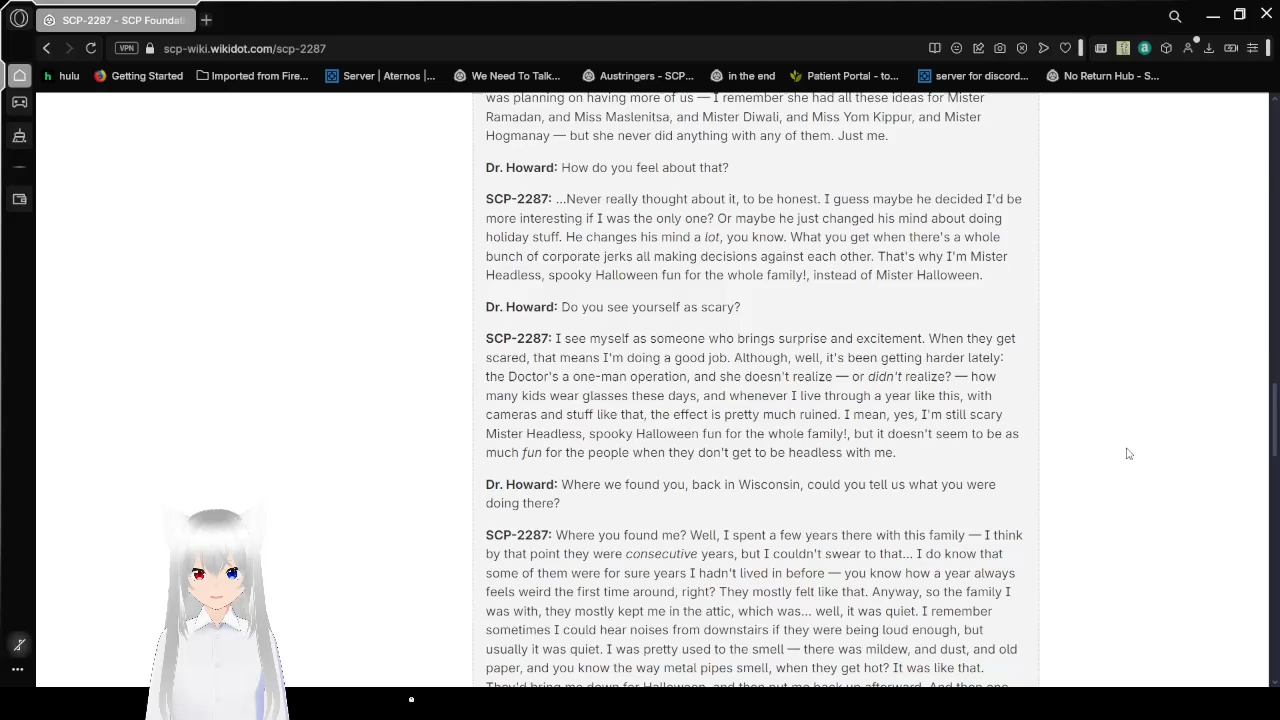 SCP-2287 - SCP Foundati
VPN
scp-wiki.wikidot.com/scp-2287
h hulu
Getting Started
Imported from Fire...
Server | Aternos |...
We Need To Talk...
Austringers - SCP...
in the end
Patient Portal - to...
server for discord...
No Return Hub - S...
was planning on having more of us — I remember she had all these ideas for Mister
Ramadan, and Miss Maslenitsa, and Mister Diwali, and Miss Yom Kippur, and Mister
Hogmanay — but she never did anything with any of them. Just me.
Dr. Howard: How do you feel about that?
SCP-2287: ...Never really thought about it, to be honest. I guess maybe he decided I'd be
more interesting if I was the only one? Or maybe he just changed his mind about doing
holiday stuff. He changes his mind a lot, you know. What you get when there's a whole
bunch of corporate jerks all making decisions against each other. That's why I'm Mister
Headless, spooky Halloween fun for the whole family!, instead of Mister Halloween.
Dr. Howard: Do you see yourself as scary?
SCP-2287: I see myself as someone who brings surprise and excitement. When they get
scared, that means I'm doing a good job. Although, well, it's been getting harder lately:
the Doctor's a one-man operation, and she doesn't realize — or didn't realize? — how
many kids wear glasses these days, and whenever I live through a year like this, with
cameras and stuff like that, the effect is pretty much ruined. I mean, yes, I'm still scary
Mister Headless, spooky Halloween fun for the whole family!, but it doesn't seem to be as
much fun for the people when they don't get to be headless with me.
Dr. Howard: Where we found you, back in Wisconsin, could you tell us what you were
doing there?
SCP-2287: Where you found me? Well, I spent a few years there with this family — I think
by that point they were consecutive years, but I couldn't swear to that... I do know that
some of them were for sure years I hadn't lived in before — you know how a year always
feels weird the first time around, right? They mostly felt like that. Anyway, so the family I
was with, they mostly kept me in the attic, which was... well, it was quiet. I remember
sometimes I could hear noises from downstairs if they were being loud enough, but
usually it was quiet. I was pretty used to the smell — there was mildew, and dust, and old
paper, and you know the way metal pipes smell, when they get hot? It was like that.
They'd bring me down for Halloween, and then put me back up afterward. And then one